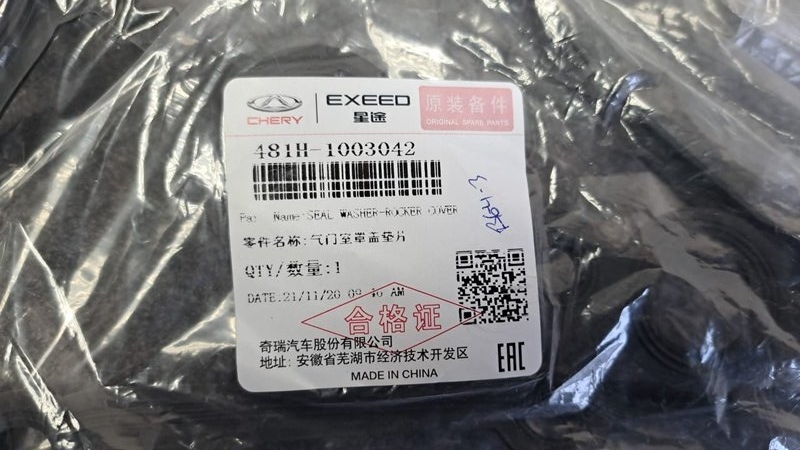 CHERY
EXEED
星途
原装备件
ORIGINAL SPARE PARTS
481H-1003042
Name:SEAL WASHER-ROCKER COVER
零件名称:气门室罩盖垫片
QTY/数量:1
DATE.21/11/20 AM
合格证
奇瑞汽车股份有限公司
地址: 安徽省芜湖市经济技术开发区
MADE IN CHINA
EAC